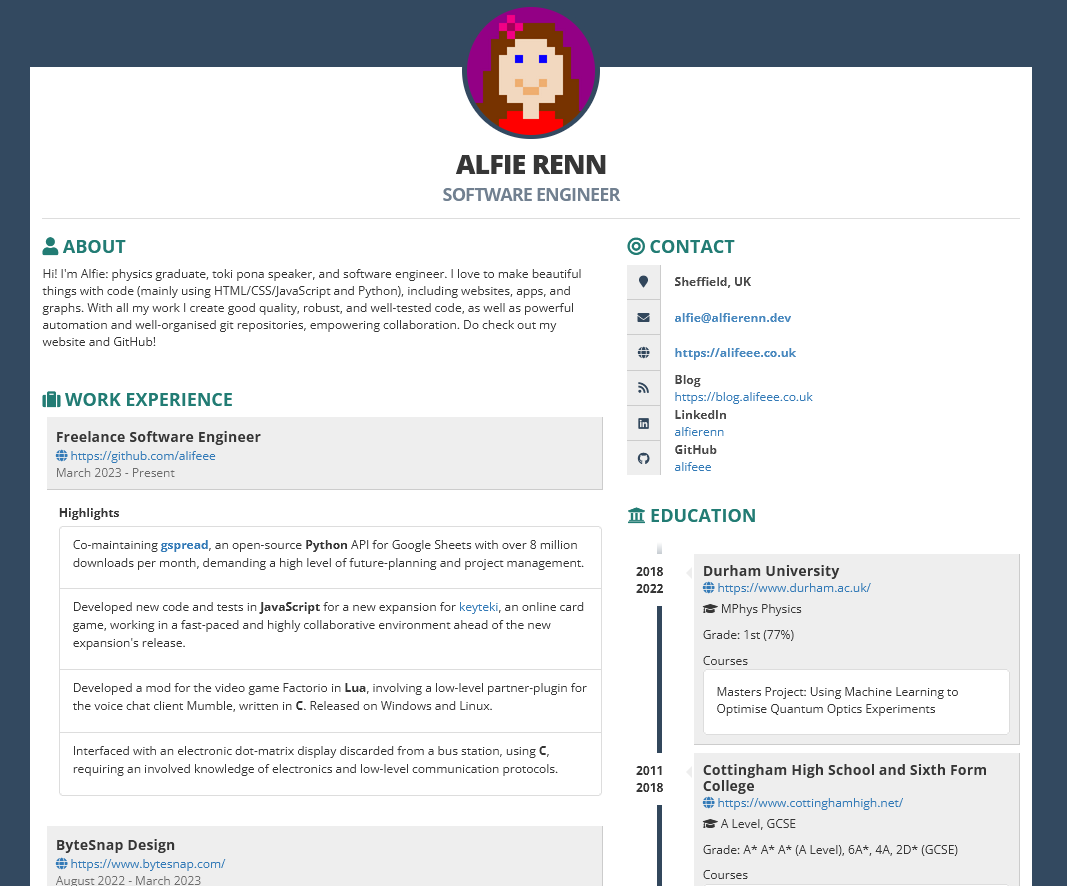 ALFIE RENN
SOFTWARE ENGINEER
ABOUT
Hi! I'm Alfie: physics graduate, toki pona speaker, and software engineer. I love to make beautiful
things with code (mainly using HTML/CSS/JavaScript and Python), including websites, apps, and
graphs. With all my work I create good quality, robust, and well-tested code, as well as powerful
automation and well-organised git repositories, empowering collaboration. Do check out my
website and GitHub!
WORK EXPERIENCE
Freelance Software Engineer
https://github.com/alifeee
March 2023 - Present
Highlights
Co-maintaining gspread, an open-source Python API for Google Sheets with over 8 million
downloads per month, demanding a high level of future-planning and project management.
Developed new code and tests in JavaScript for a new expansion for keyteki, an online card
game, working in a fast-paced and highly collaborative environment ahead of the new
expansion's release.
Developed a mod for the video game Factorio in Lua, involving a low-level partner-plugin for
the voice chat client Mumble, written in C. Released on Windows and Linux.
Interfaced with an electronic dot-matrix display discarded from a bus station, using C,
requiring an involved knowledge of electronics and low-level communication protocols.
ByteSnap Design
https://www.bytesnap.com/
August 2022 - March 2023
CONTACT
Sheffield, UK
alfie@alfierenn.dev
https://alifeee.co.uk
Blog
https://blog.alifeee.co.uk
LinkedIn
alfierenn
GitHub
alifeee
EDUCATION
2018
2022
Durham University
https://www.durham.ac.uk/
MPhys Physics
Grade: 1st (77%)
Courses
Masters Project: Using Machine Learning to
Optimise Quantum Optics Experiments
2011
2018
Cottingham High School and Sixth Form
College
https://www.cottinghamhigh.net/
A Level, GCSE
Grade: A* A* A* (A Level), 6A*, 4A, 2D* (GCSE)
Courses